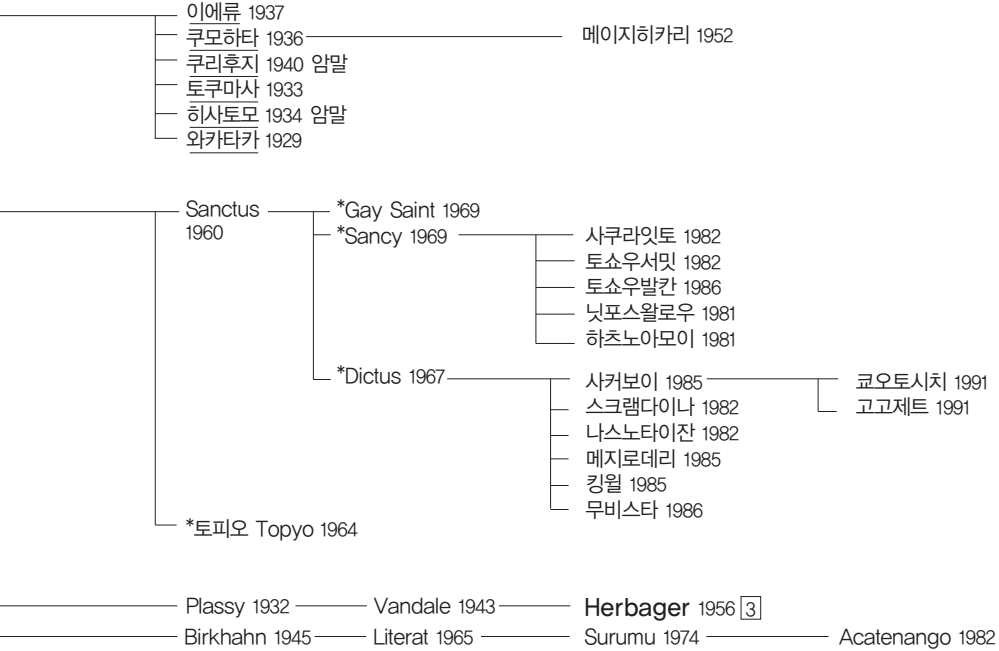 이에류 1937
쿠모하타 1936 메이지히카리 1952
쿠리후지 1940 암말
토쿠마사 1933
히사토모 1934 암말
와카타카 1929
Sanctus *Gay Saint 1969
1960 *Sancy 1969 사쿠라잇토 1982
토쇼우서밋 1982
토쇼우발칸 1986
닛포스왈로우 1981
하츠노아모이 1981
*Dictus 1967 사커보이 1985 쿄오토시치 1991
스크램다이나 1982 고고제트 1991
나스노타이잔 1982
메지로데리 1985
킹월 1985
무비스타 1986
*토피오 Topyo 1964
Plassy 1932 Vandale 1943 Herbager 1956 3
Birkhahn 1945 Literat 1965 Surumu 1974 Acatenango 1982